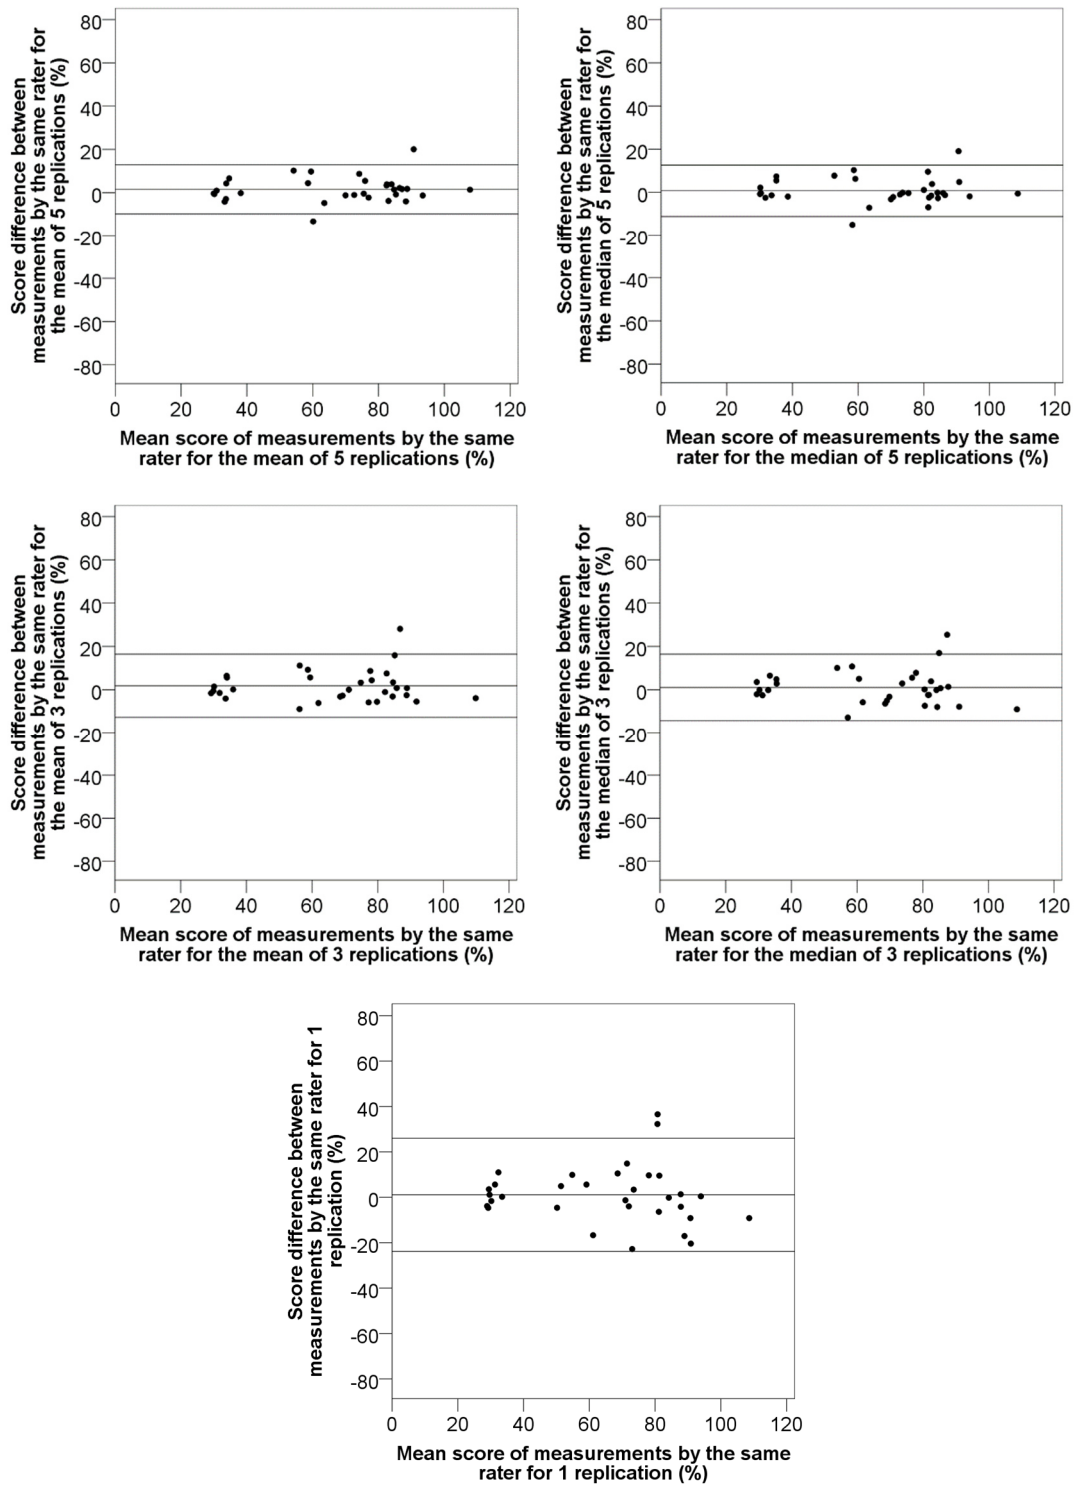 Score difference between
measurements by the same rater for
the mean of 5 replications (%)
80
60
40
20
0
-20
-40
-60
-80
0 20 40 60 80 100 120
Mean score of measurements by the same
rater for the mean of 5 replications (%)
Score difference between
measurements by the same rater for
the median of 5 replications (%)
80
60
40
20
0
-20
-40
-60
-80
0 20 40 60 80 100 120
Mean score of measurements by the same
rater for the median of 5 replications (%)
Score difference between
measurements by the same rater for
the mean of 3 replications (%)
80
60
40
20
0
-20
-40
-60
-80
0 20 40 60 80 100 120
Mean score of measurements by the same
rater for the mean of 3 replications (%)
Score difference between
measurements by the same rater for
the median of 3 replications (%)
80
60
40
20
0
-20
-40
-60
-80
0 20 40 60 80 100 120
Mean score of measurements by the same
rater for the median of 3 replications (%)
Score difference between
measurements by the same rater for 1
replication (%)
80
60
40
20
0
-20
-40
-60
-80
0 20 40 60 80 100 120
Mean score of measurements by the same
rater for 1 replication (%)